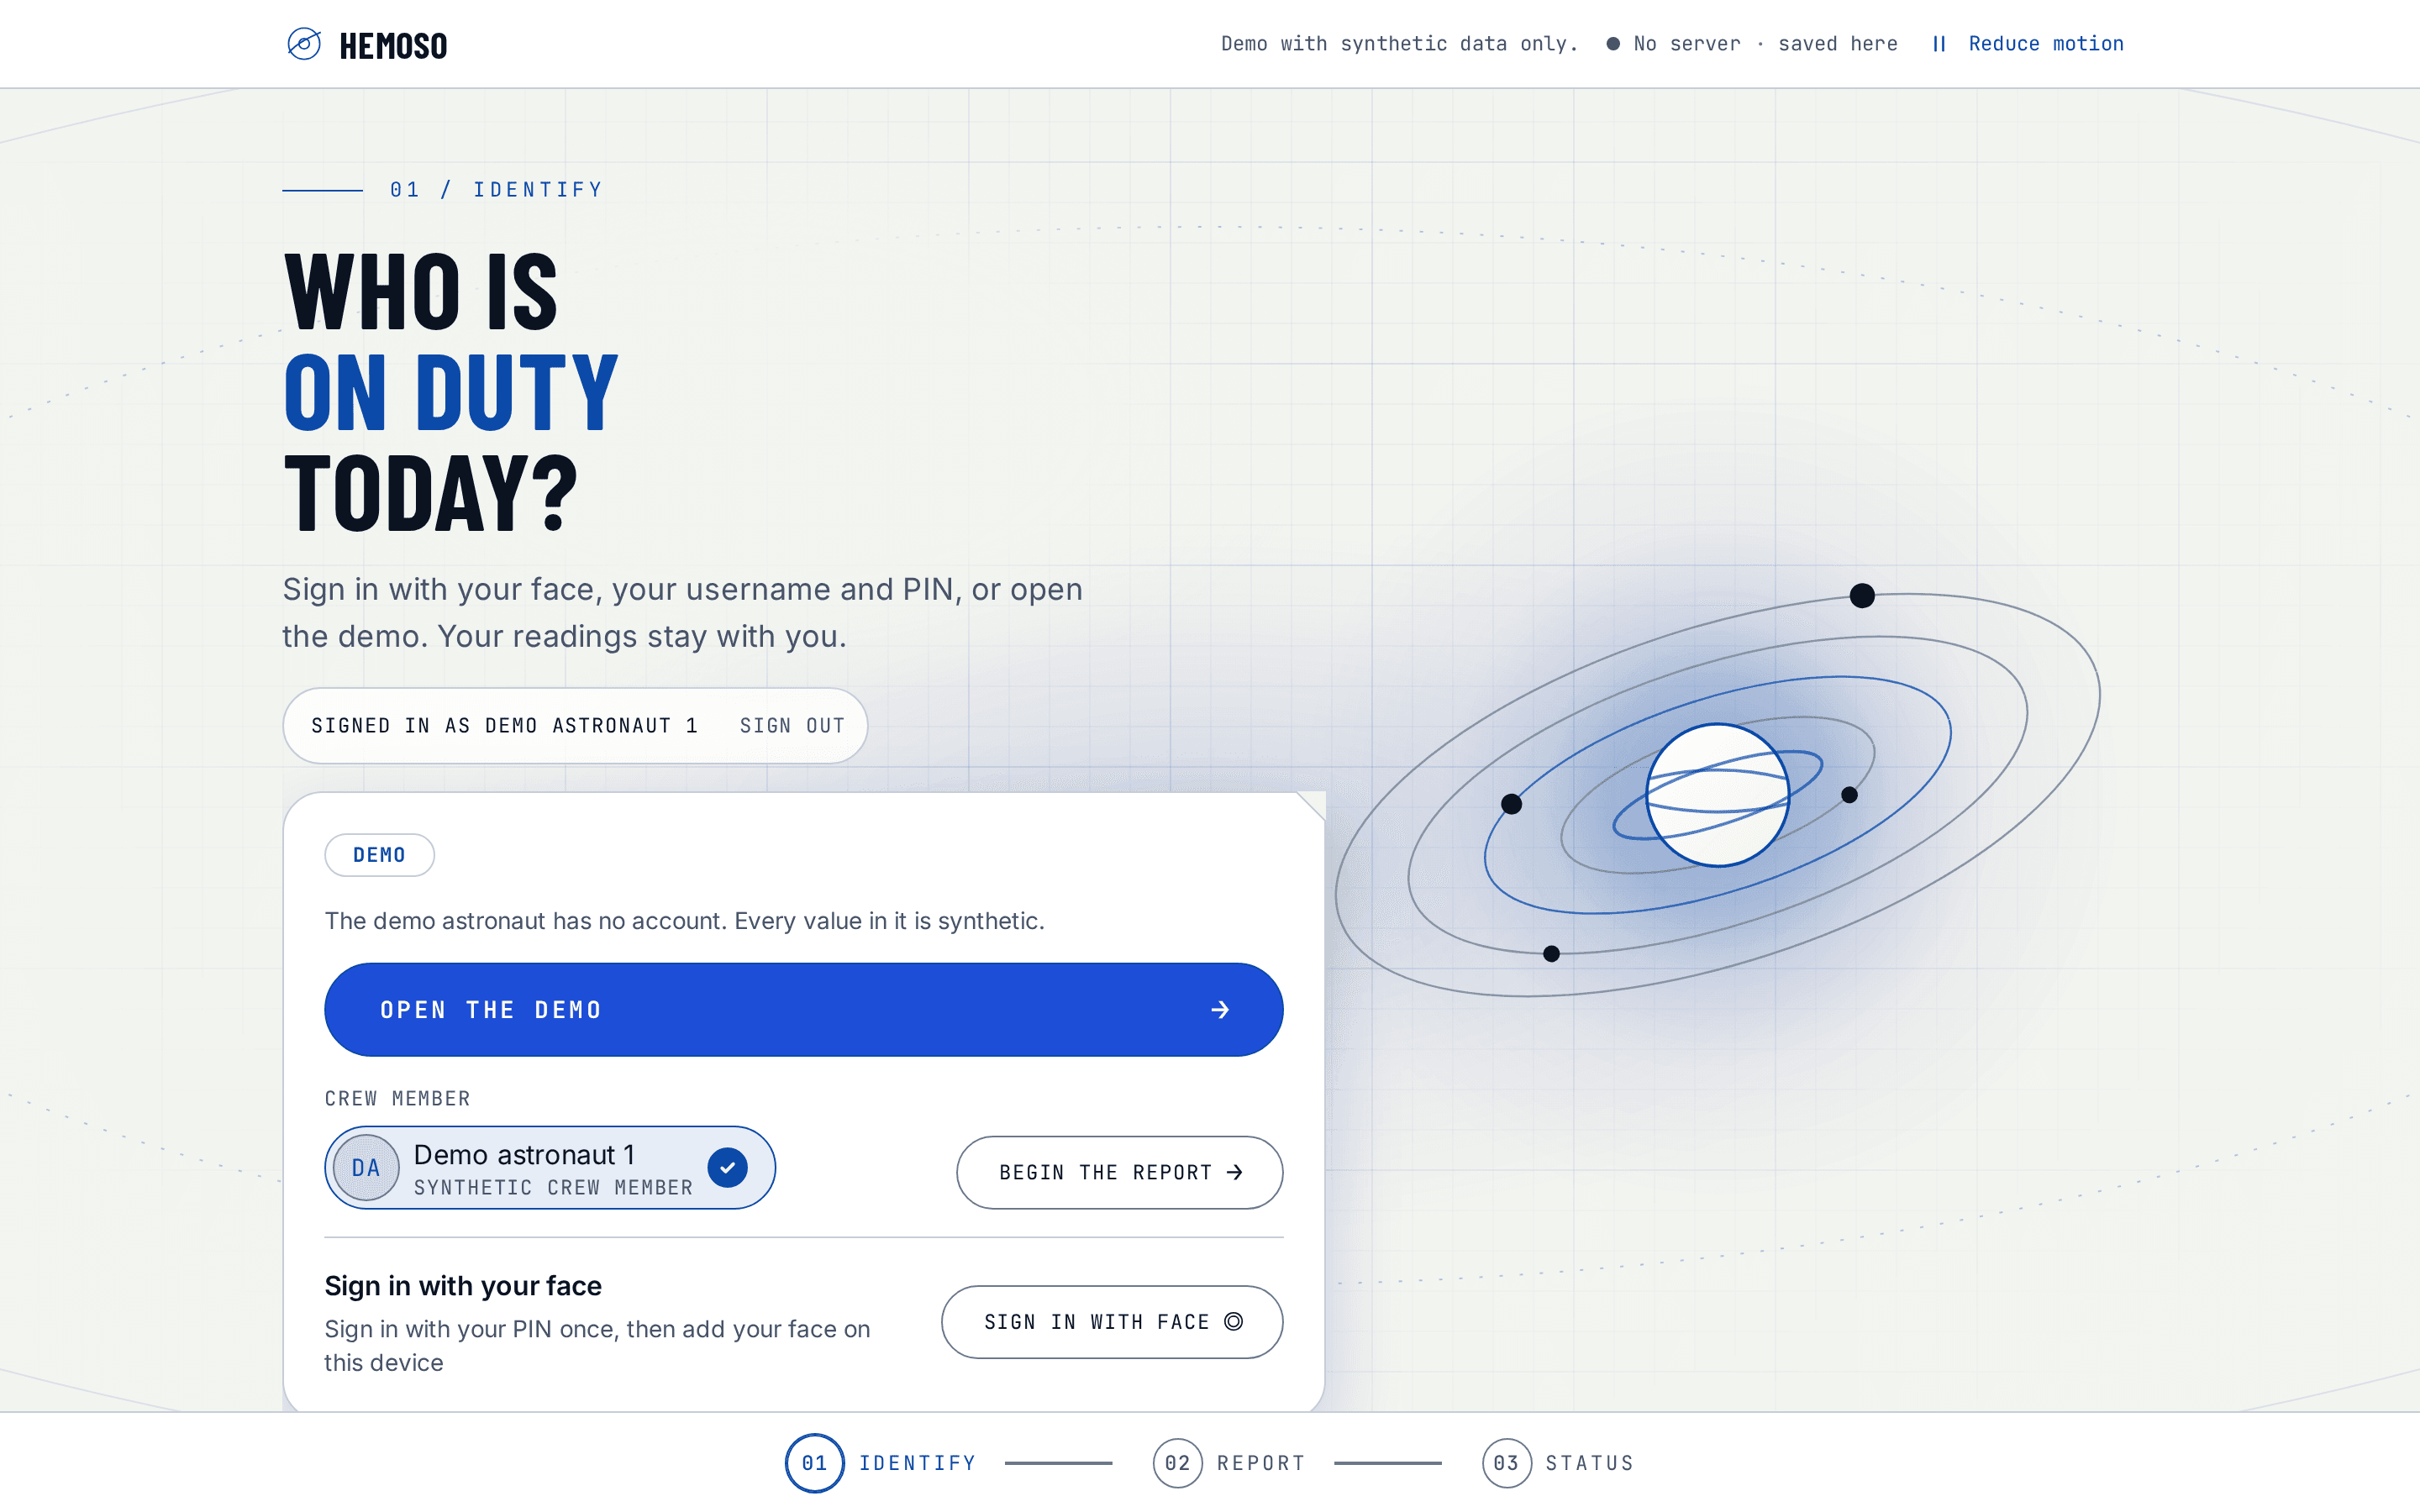 HEMOSO
Demo with synthetic data only.
No server · saved here
Reduce motion
01 / IDENTIFY
WHO IS
ON DUTY
TODAY?
Sign in with your face, your username and PIN, or open
the demo. Your readings stay with you.
SIGNED IN AS DEMO ASTRONAUT 1 SIGN OUT
DEMO
The demo astronaut has no account. Every value in it is synthetic.
OPEN THE DEMO →
CREW MEMBER
DA
Demo astronaut 1
SYNTHETIC CREW MEMBER
BEGIN THE REPORT →
Sign in with your face
Sign in with your PIN once, then add your face on
this device
SIGN IN WITH FACE ◎
01 IDENTIFY
02 REPORT
03 STATUS